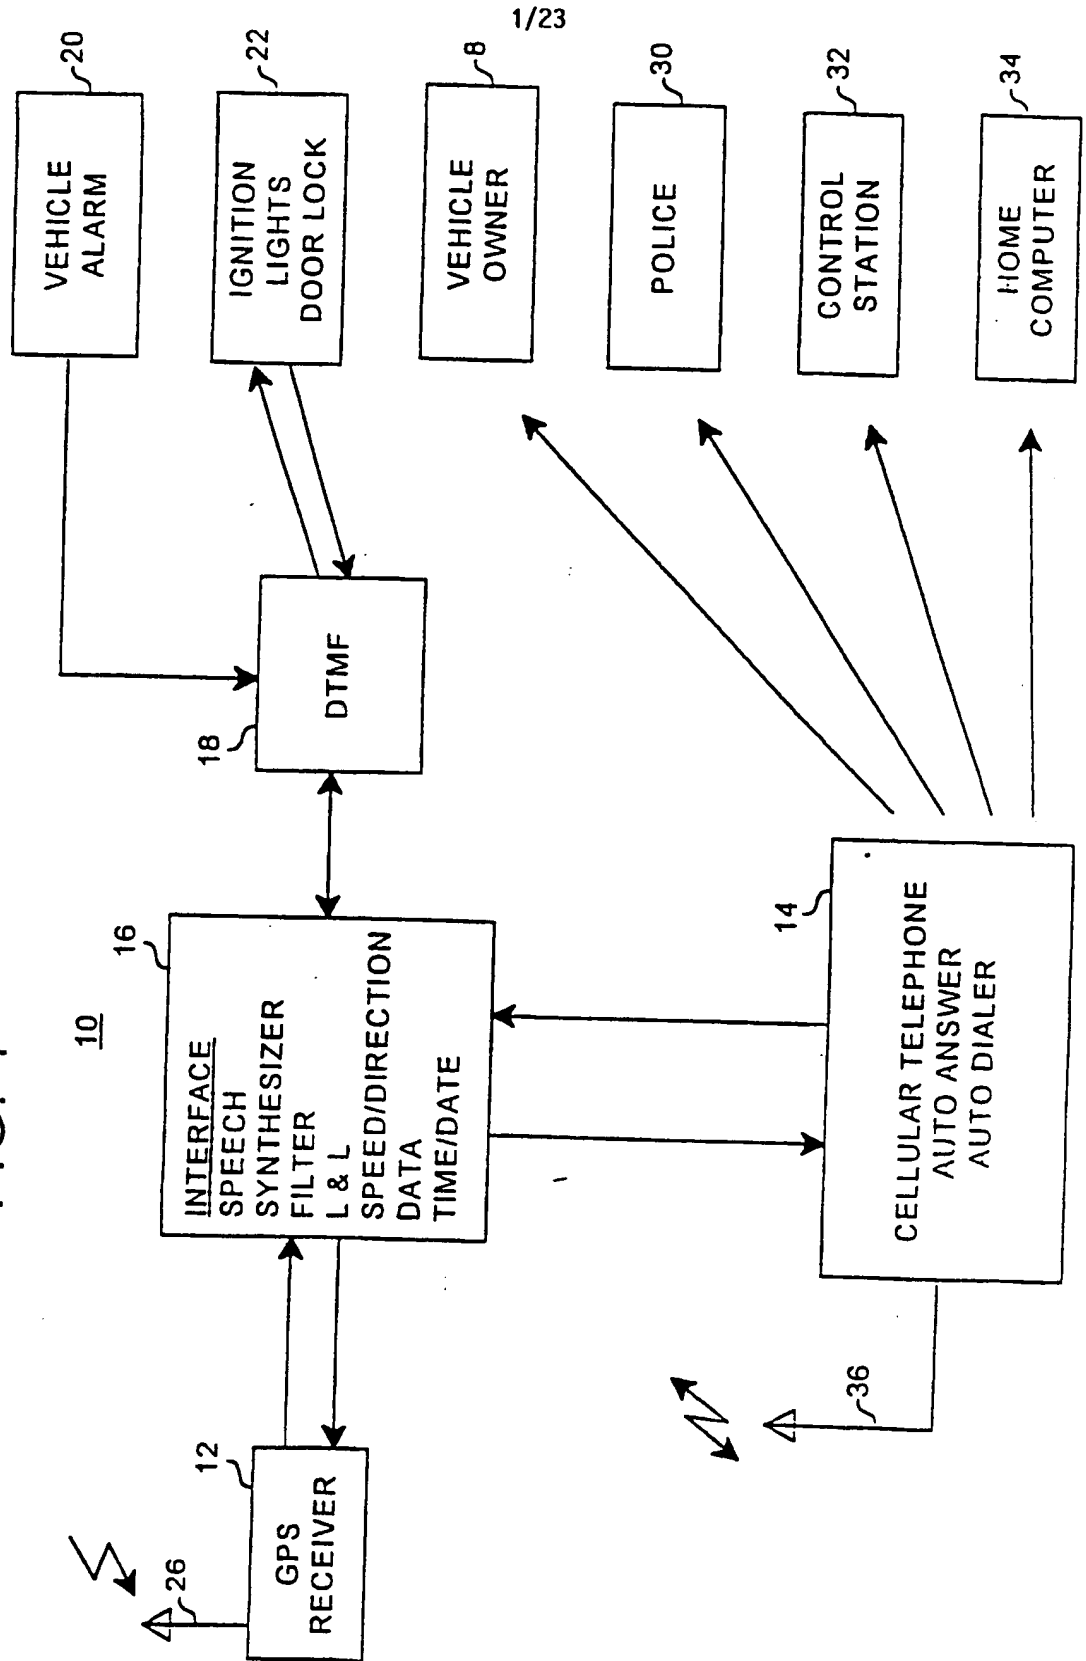 1/23
10
12
GPS
RECEIVER
26
16
INTERFACE
SPEECH
SYNTHESIZER
FILTER
L & L
SPEED/DIRECTION
DATA
TIME/DATE
18
DTMF
20
VEHICLE
ALARM
22
IGNITION
LIGHTS
DOOR LOCK
8
VEHICLE
OWNER
30
POLICE
32
CONTROL
STATION
34
HOME
COMPUTER
14
CELLULAR TELEPHONE
AUTO ANSWER
AUTO DIALER
36